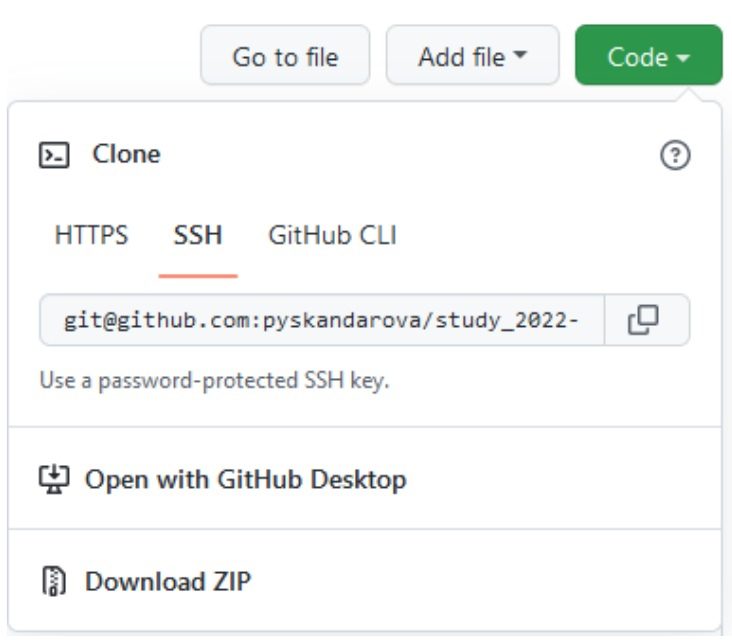 Go to file Add file Code
Clone
HTTPS SSH GitHub CLI
git@github.com:pyskandarova/study_2022-
Use a password-protected SSH key.
Open with GitHub Desktop
Download ZIP